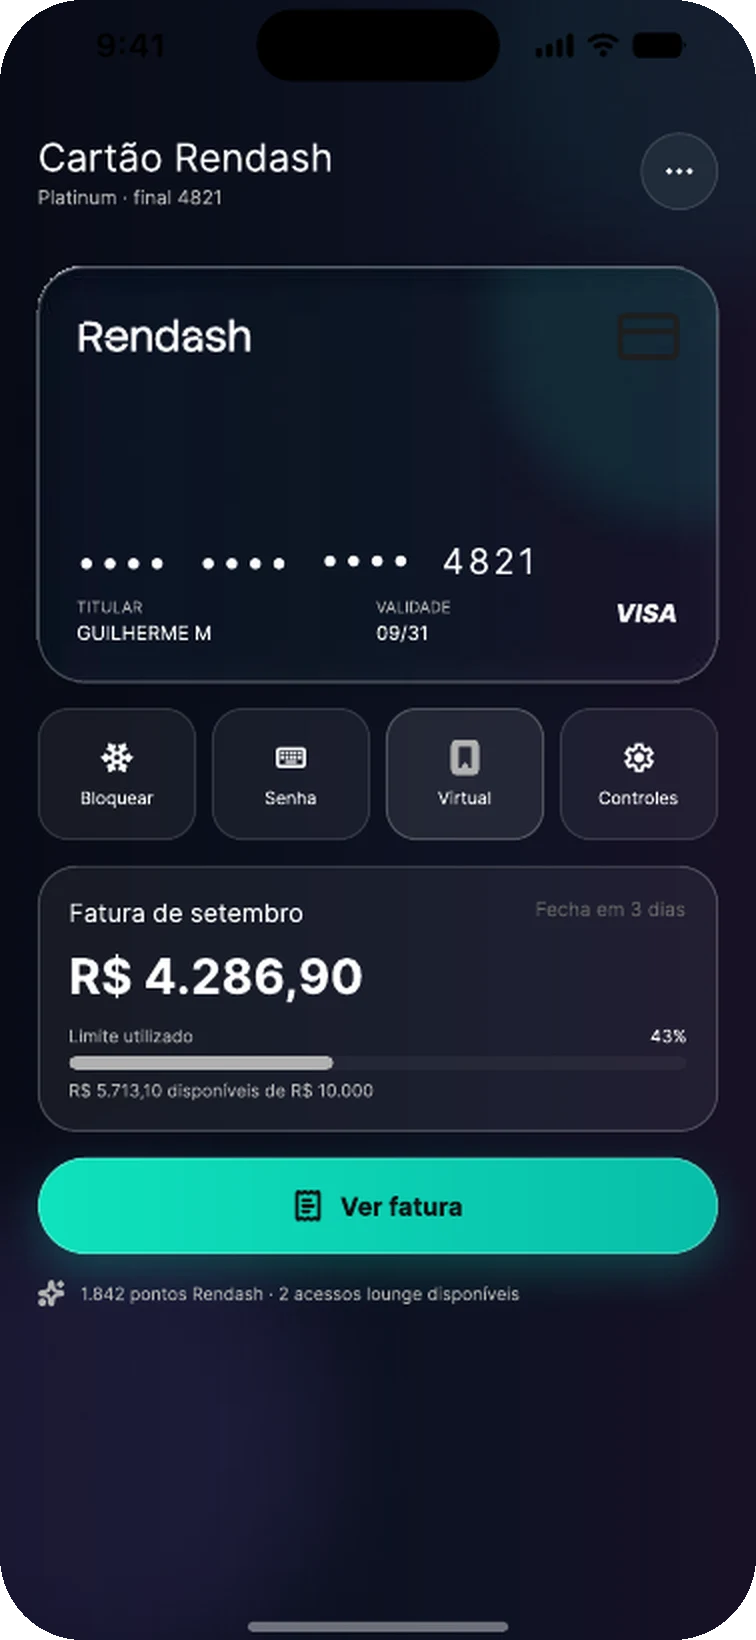 9:41
Cartão Rendash
Platinum · final 4821
Rendash
•••• •••• •••• 4821
TITULAR
VALIDADE
GUILHERME M
09/31
VISA
Bloquear
Senha
Virtual
Controles
Fatura de setembro
Fecha em 3 dias
R$ 4.286,90
Limite utilizado
43%
R$ 5.713,10 disponíveis de R$ 10.000
Ver fatura
1.842 pontos Rendash · 2 acessos lounge disponíveis